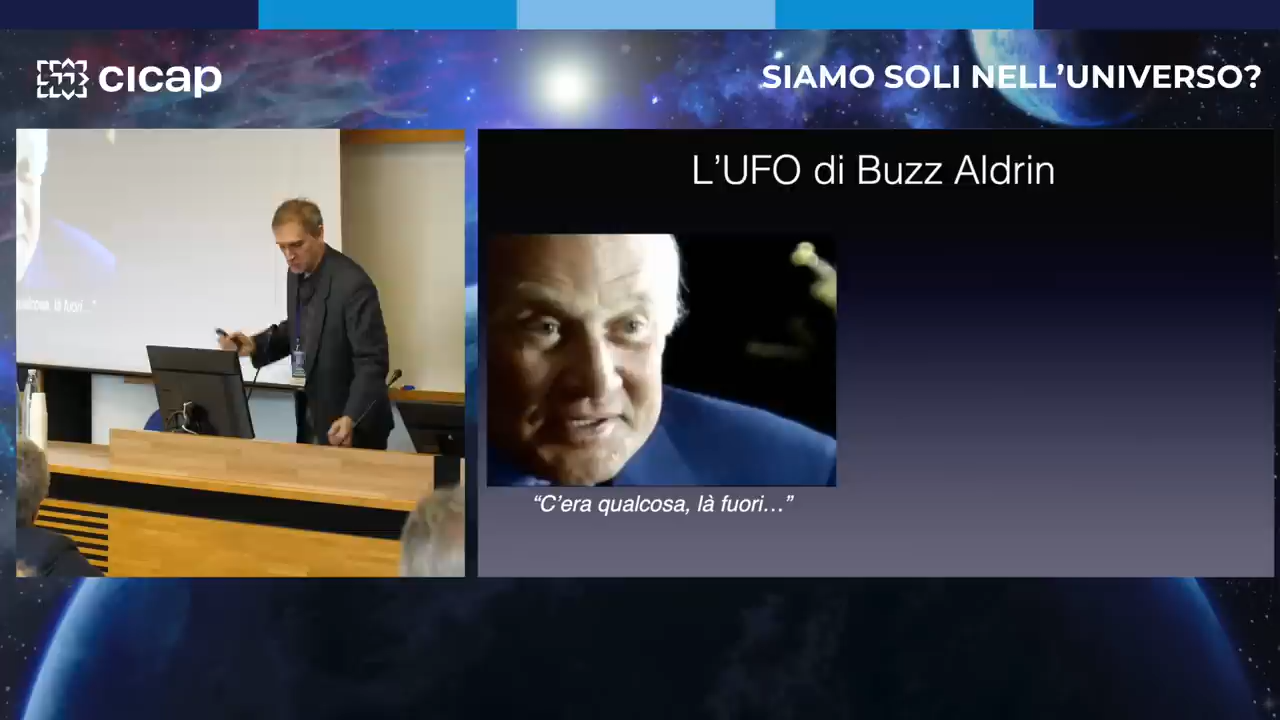 cicap
SIAMO SOLI NELL'UNIVERSO?
L'UFO di Buzz Aldrin
“C'era qualcosa, là fuori…”